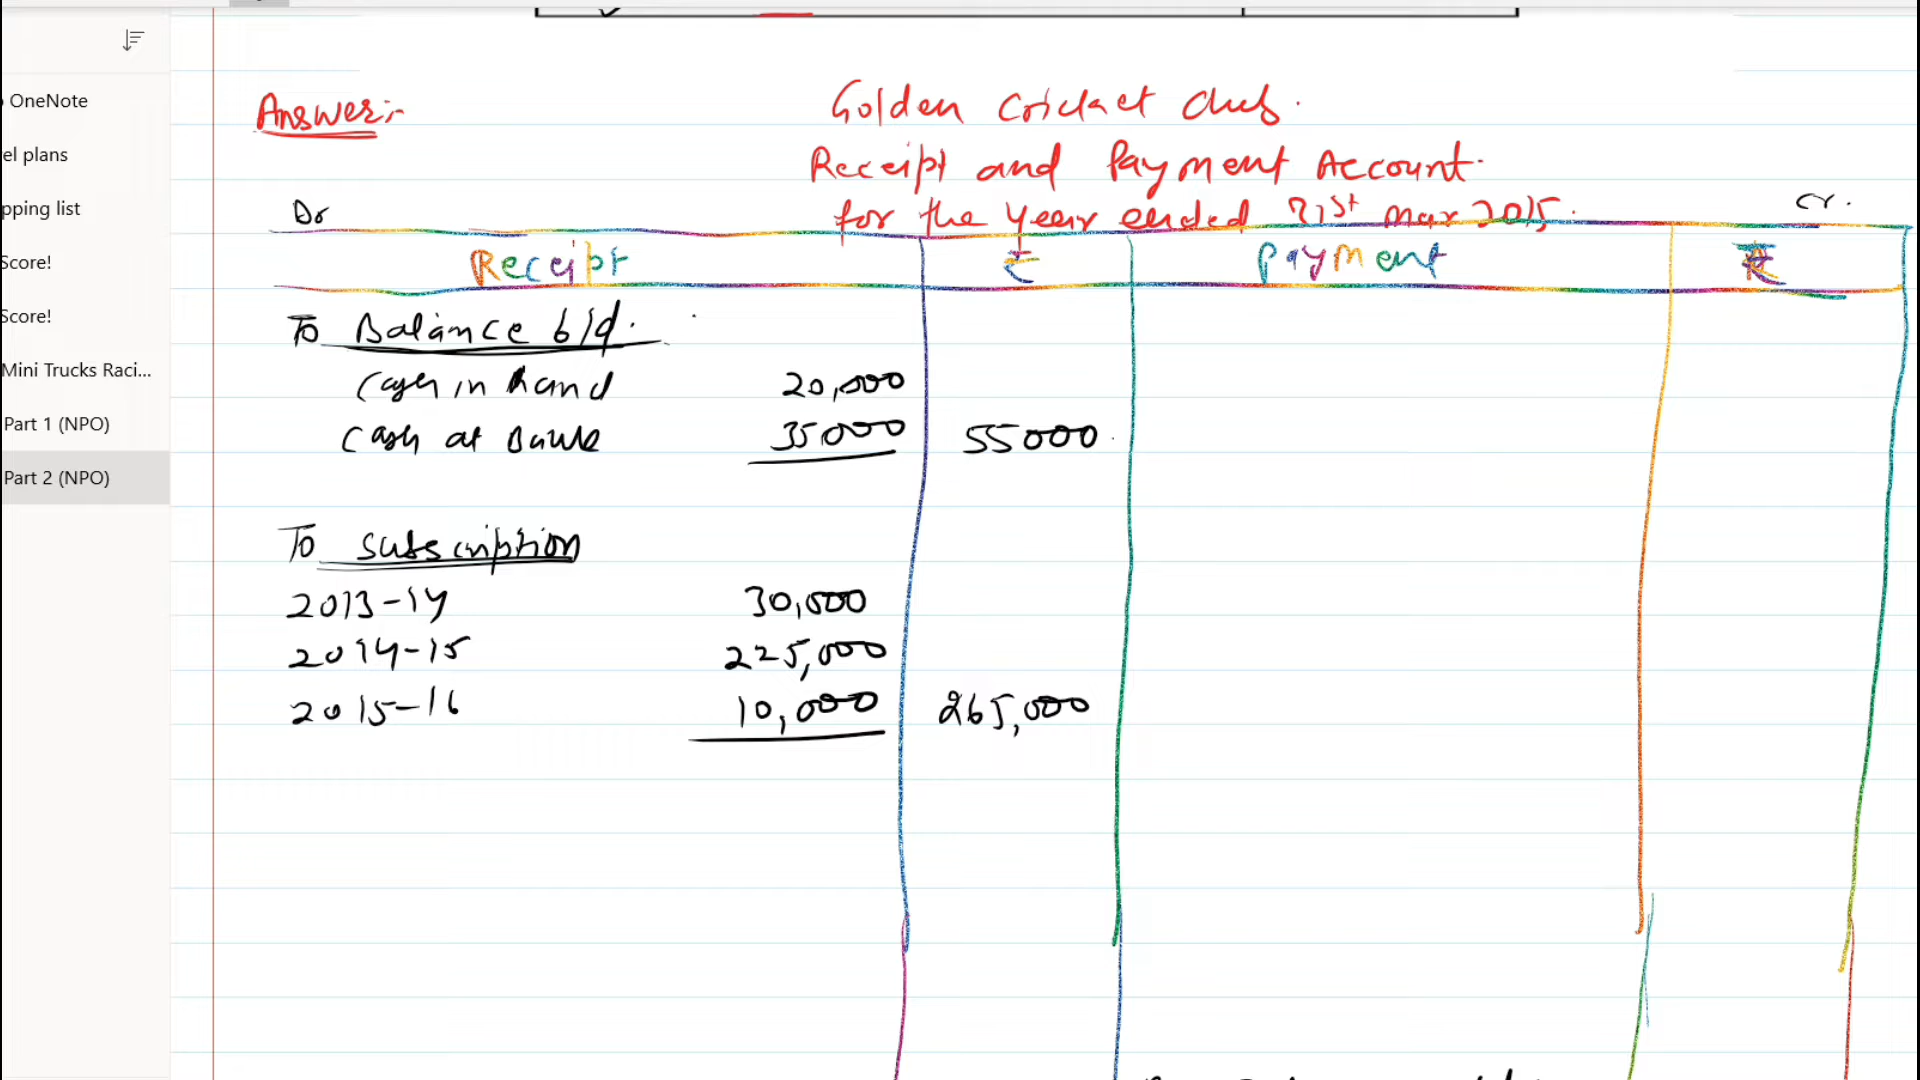 OneNote
el plans
pping list
Score!
Score!
Mini Trucks Raci...
Part 1 (NPO)
Part 2 (NPO)
Answer:-
Golden Cricket Club.
Receipt and Payment Account.
for the year ended 31st Mar 2015.
Dr
Cr.
Receipt ₹ Payment ₹
To Balance b/d.
Cash in hand 20,000
Cash at Bank 35000 55000
To Subscription
2013-14 30,000
2014-15 225,000
2015-16 10,000 265,000